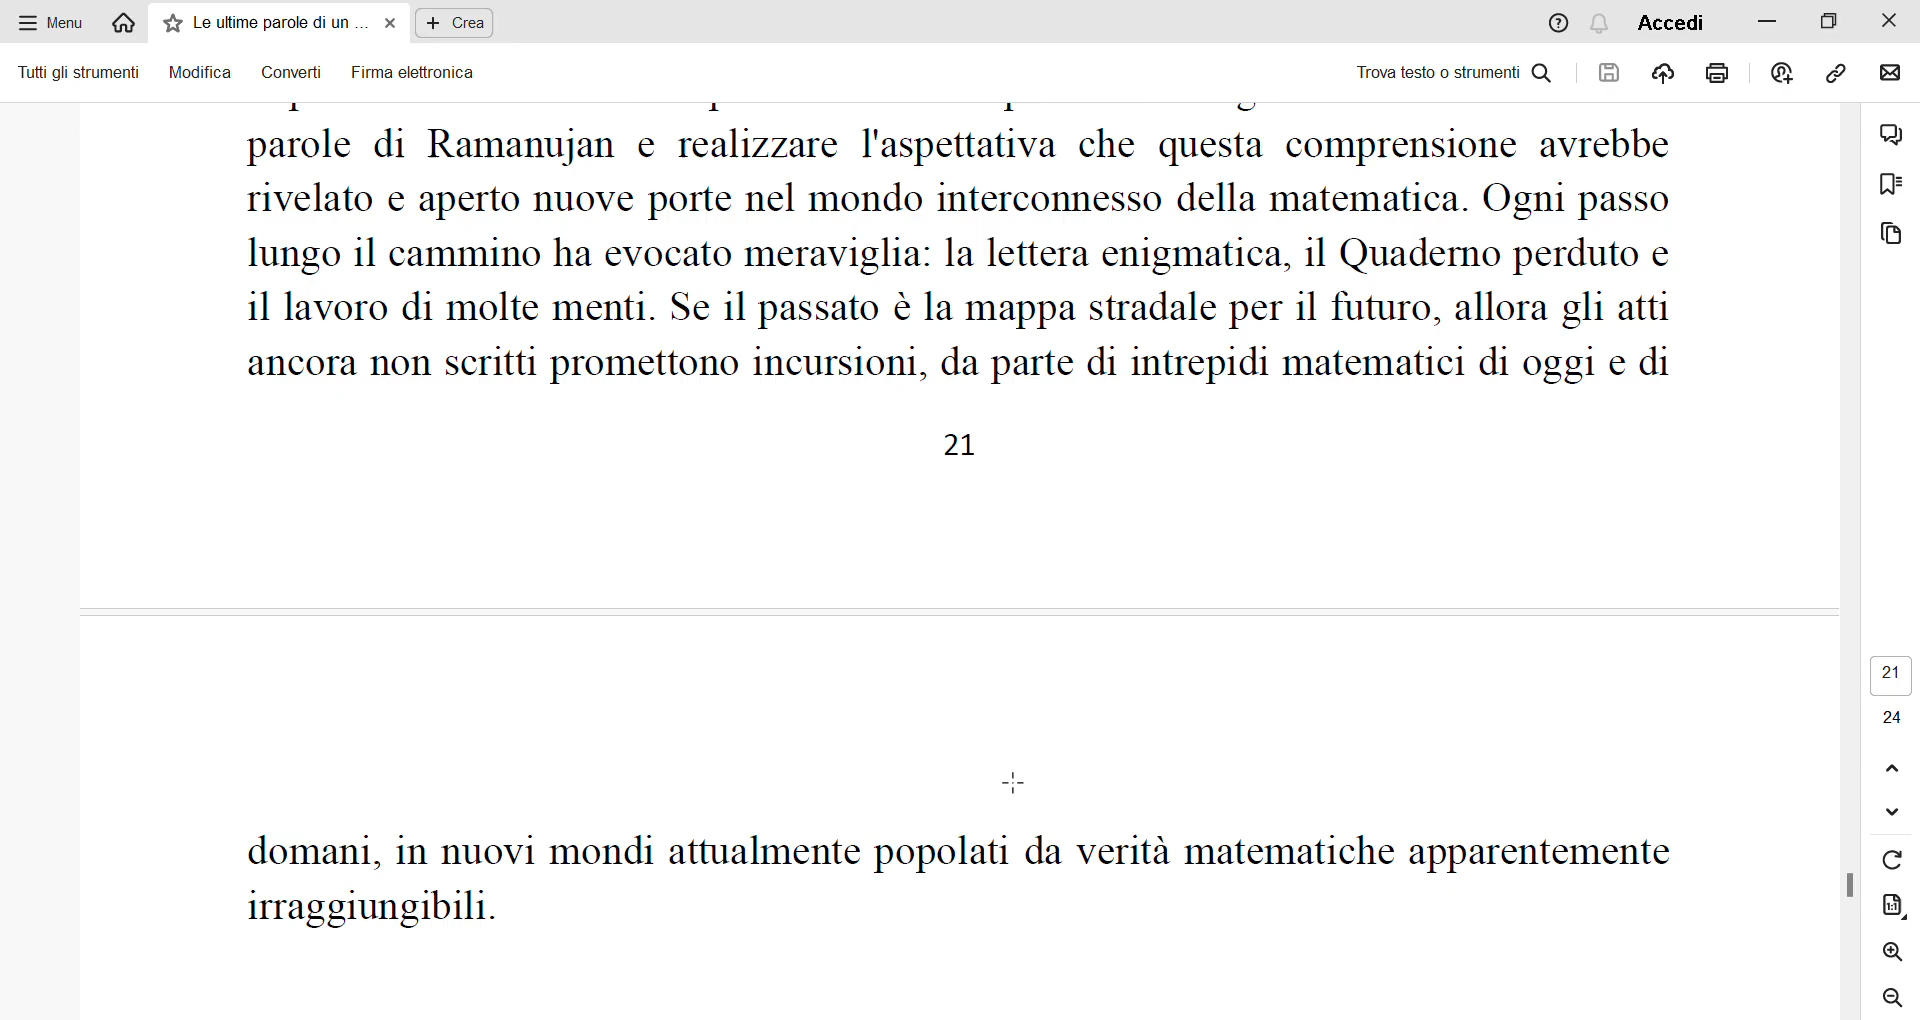 Menu
Le ultime parole di un ...
Crea
Accedi
Tutti gli strumenti
Modifica
Converti
Firma elettronica
Trova testo o strumenti
parole di Ramanujan e realizzare l'aspettativa che questa comprensione avrebbe
rivelato e aperto nuove porte nel mondo interconnesso della matematica. Ogni passo
lungo il cammino ha evocato meraviglia: la lettera enigmatica, il Quaderno perduto e
il lavoro di molte menti. Se il passato è la mappa stradale per il futuro, allora gli atti
ancora non scritti promettono incursioni, da parte di intrepidi matematici di oggi e di
21
domani, in nuovi mondi attualmente popolati da verità matematiche apparentemente
irraggiungibili.
21
24
1:1